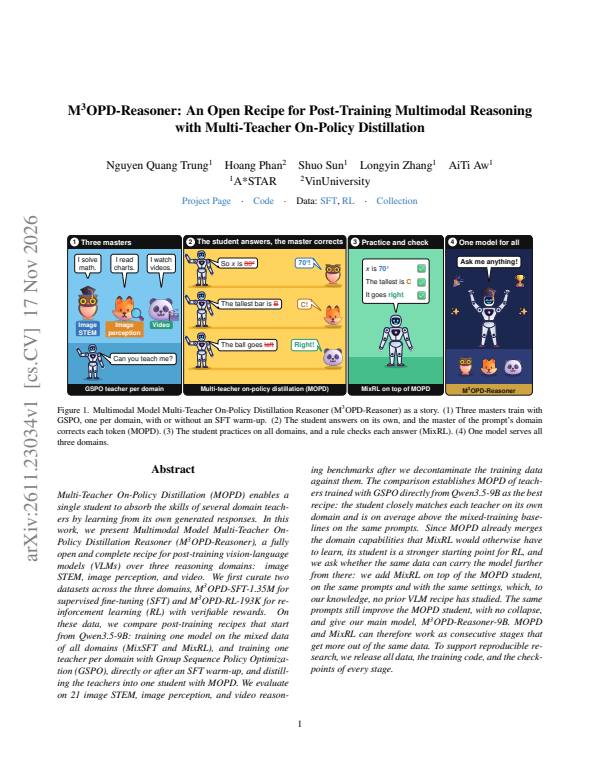 M³OPD-Reasoner: An Open Recipe for Post-Training Multimodal Reasoning
with Multi-Teacher On-Policy Distillation
Nguyen Quang Trung¹ Hoang Phan² Shuo Sun¹ Longyin Zhang¹ AiTi Aw¹
¹A*STAR ²VinUniversity
Project Page · Code · Data: SFT, RL · Collection
arXiv:2611.23034v1 [cs.CV] 17 Nov 2026
1 Three masters
I solve math.
I read charts.
I watch videos.
Image STEM
Image perception
Video
Can you teach me?
GSPO teacher per domain
2 The student answers, the master corrects
So x is 80°
70°!
The tallest bar is B
C!
The ball goes left
Right!
Multi-teacher on-policy distillation (MOPD)
3 Practice and check
x is 70°
The tallest is C
It goes right
MixRL on top of MOPD
4 One model for all
Ask me anything!
M³OPD-Reasoner
Figure 1. Multimodal Model Multi-Teacher On-Policy Distillation Reasoner (M³OPD-Reasoner) as a story. (1) Three masters train with
GSPO, one per domain, with or without an SFT warm-up. (2) The student answers on its own, and the master of the prompt's domain
corrects each token (MOPD). (3) The student practices on all domains, and a rule checks each answer (MixRL). (4) One model serves all
three domains.
Abstract
Multi-Teacher On-Policy Distillation (MOPD) enables a
single student to absorb the skills of several domain teach-
ers by learning from its own generated responses. In this
work, we present Multimodal Model Multi-Teacher On-
Policy Distillation Reasoner (M³OPD-Reasoner), a fully
open and complete recipe for post-training vision-language
models (VLMs) over three reasoning domains: image
STEM, image perception, and video. We first curate two
datasets across the three domains, M³OPD-SFT-1.35M for
supervised fine-tuning (SFT) and M³OPD-RL-193K for re-
inforcement learning (RL) with verifiable rewards. On
these data, we compare post-training recipes that start
from Qwen3.5-9B: training one model on the mixed data
of all domains (MixSFT and MixRL), and training one
teacher per domain with Group Sequence Policy Optimiza-
tion (GSPO), directly or after an SFT warm-up, and distill-
ing the teachers into one student with MOPD. We evaluate
on 21 image STEM, image perception, and video reason-
ing benchmarks after we decontaminate the training data
against them. The comparison establishes MOPD of teach-
ers trained with GSPO directly from Qwen3.5-9B as the best
recipe: the student closely matches each teacher on its own
domain and is on average above the mixed-training base-
lines on the same prompts. Since MOPD already merges
the domain capabilities that MixRL would otherwise have
to learn, its student is a stronger starting point for RL, and
we ask whether the same data can carry the model further
from there: we add MixRL on top of the MOPD student,
on the same prompts and with the same settings, which, to
our knowledge, no prior VLM recipe has studied. The same
prompts still improve the MOPD student, with no collapse,
and give our main model, M³OPD-Reasoner-9B. MOPD
and MixRL can therefore work as consecutive stages that
get more out of the same data. To support reproducible re-
search, we release all data, the training code, and the check-
points of every stage.
1